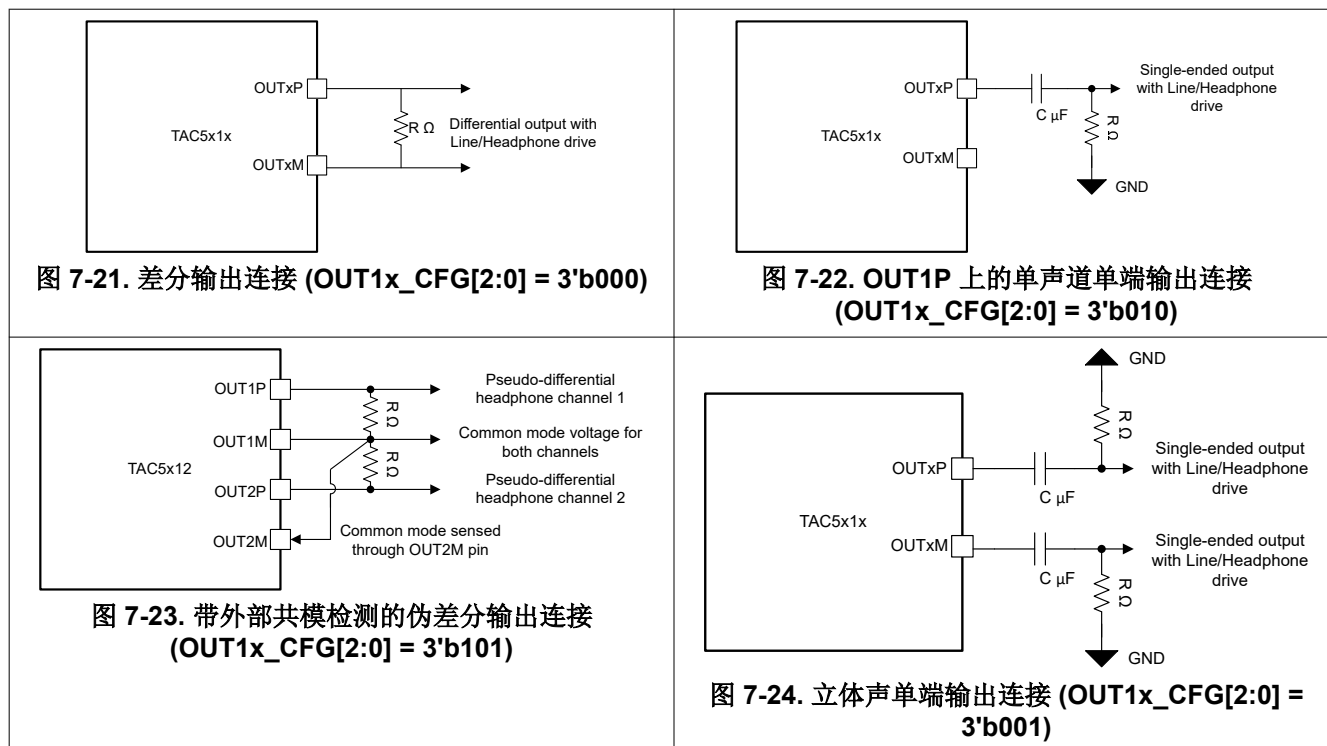 OUTxP
R Ω
Differential output with
Line/Headphone drive
TAC5x1x
OUTxM
图 7-21. 差分输出连接 (OUT1x_CFG[2:0] = 3'b000)
Single-ended output
with Line/Headphone
drive
OUTxP
C µF
R Ω
TAC5x1x
OUTxM
GND
图 7-22. OUT1P 上的单声道单端输出连接
(OUT1x_CFG[2:0] = 3'b010)
OUT1P
Pseudo-differential
headphone channel 1
R Ω
OUT1M
Common mode voltage for
both channels
TAC5x12
R Ω
OUT2P
Pseudo-differential
headphone channel 2
OUT2M
Common mode sensed
through OUT2M pin
图 7-23. 带外部共模检测的伪差分输出连接
(OUT1x_CFG[2:0] = 3'b101)
GND
R Ω
OUTxP
Single-ended output
with Line/Headphone
drive
C µF
TAC5x1x
OUTxM
Single-ended output
with Line/Headphone
drive
C µF
R Ω
GND
图 7-24. 立体声单端输出连接 (OUT1x_CFG[2:0] =
3'b001)